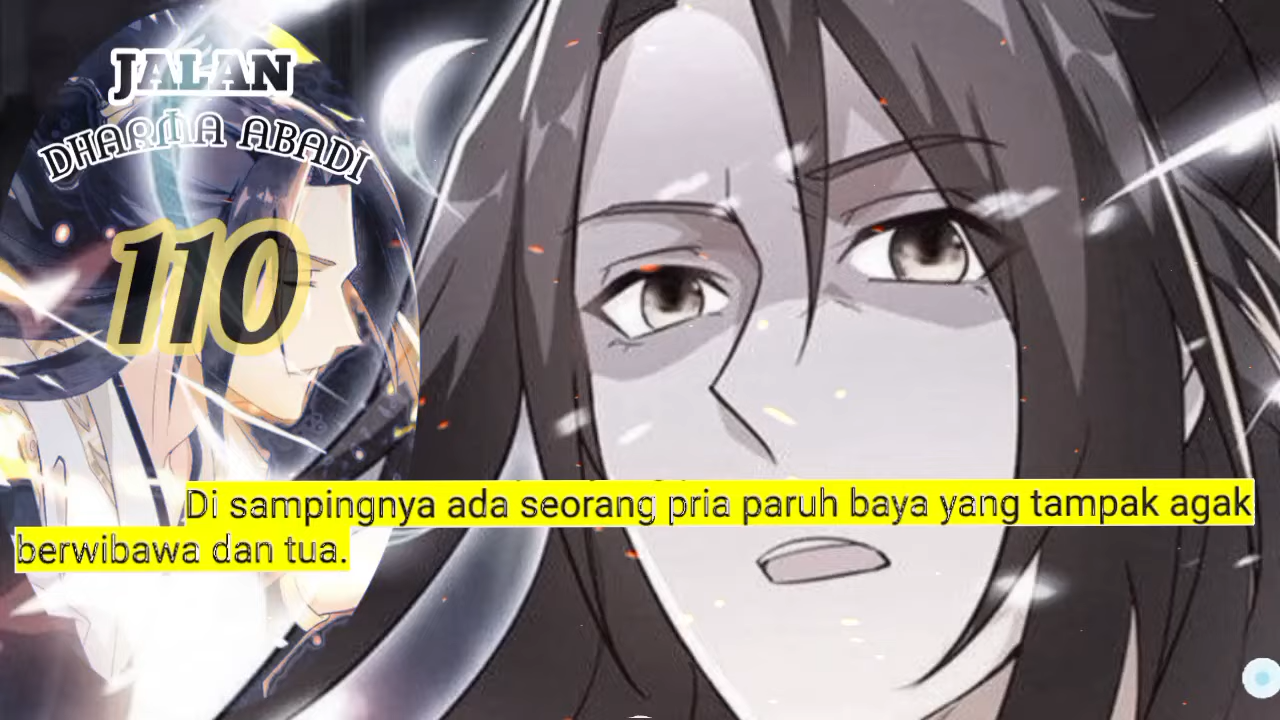 JALAN
DHARMA ABADI
110
Di sampingnya ada seorang pria paruh baya yang tampak agak
berwibawa dan tua.